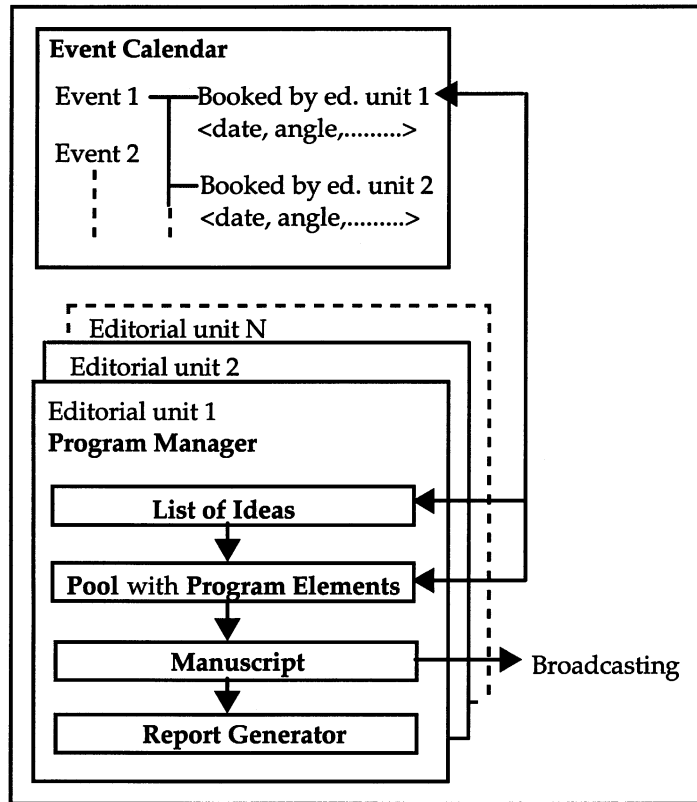 Event Calendar
Event 1
Booked by ed. unit 1
<date, angle,.........>
Event 2
Booked by ed. unit 2
<date, angle,.........>
Editorial unit N
Editorial unit 2
Editorial unit 1
Program Manager
List of Ideas
Pool with Program Elements
Manuscript
Broadcasting
Report Generator